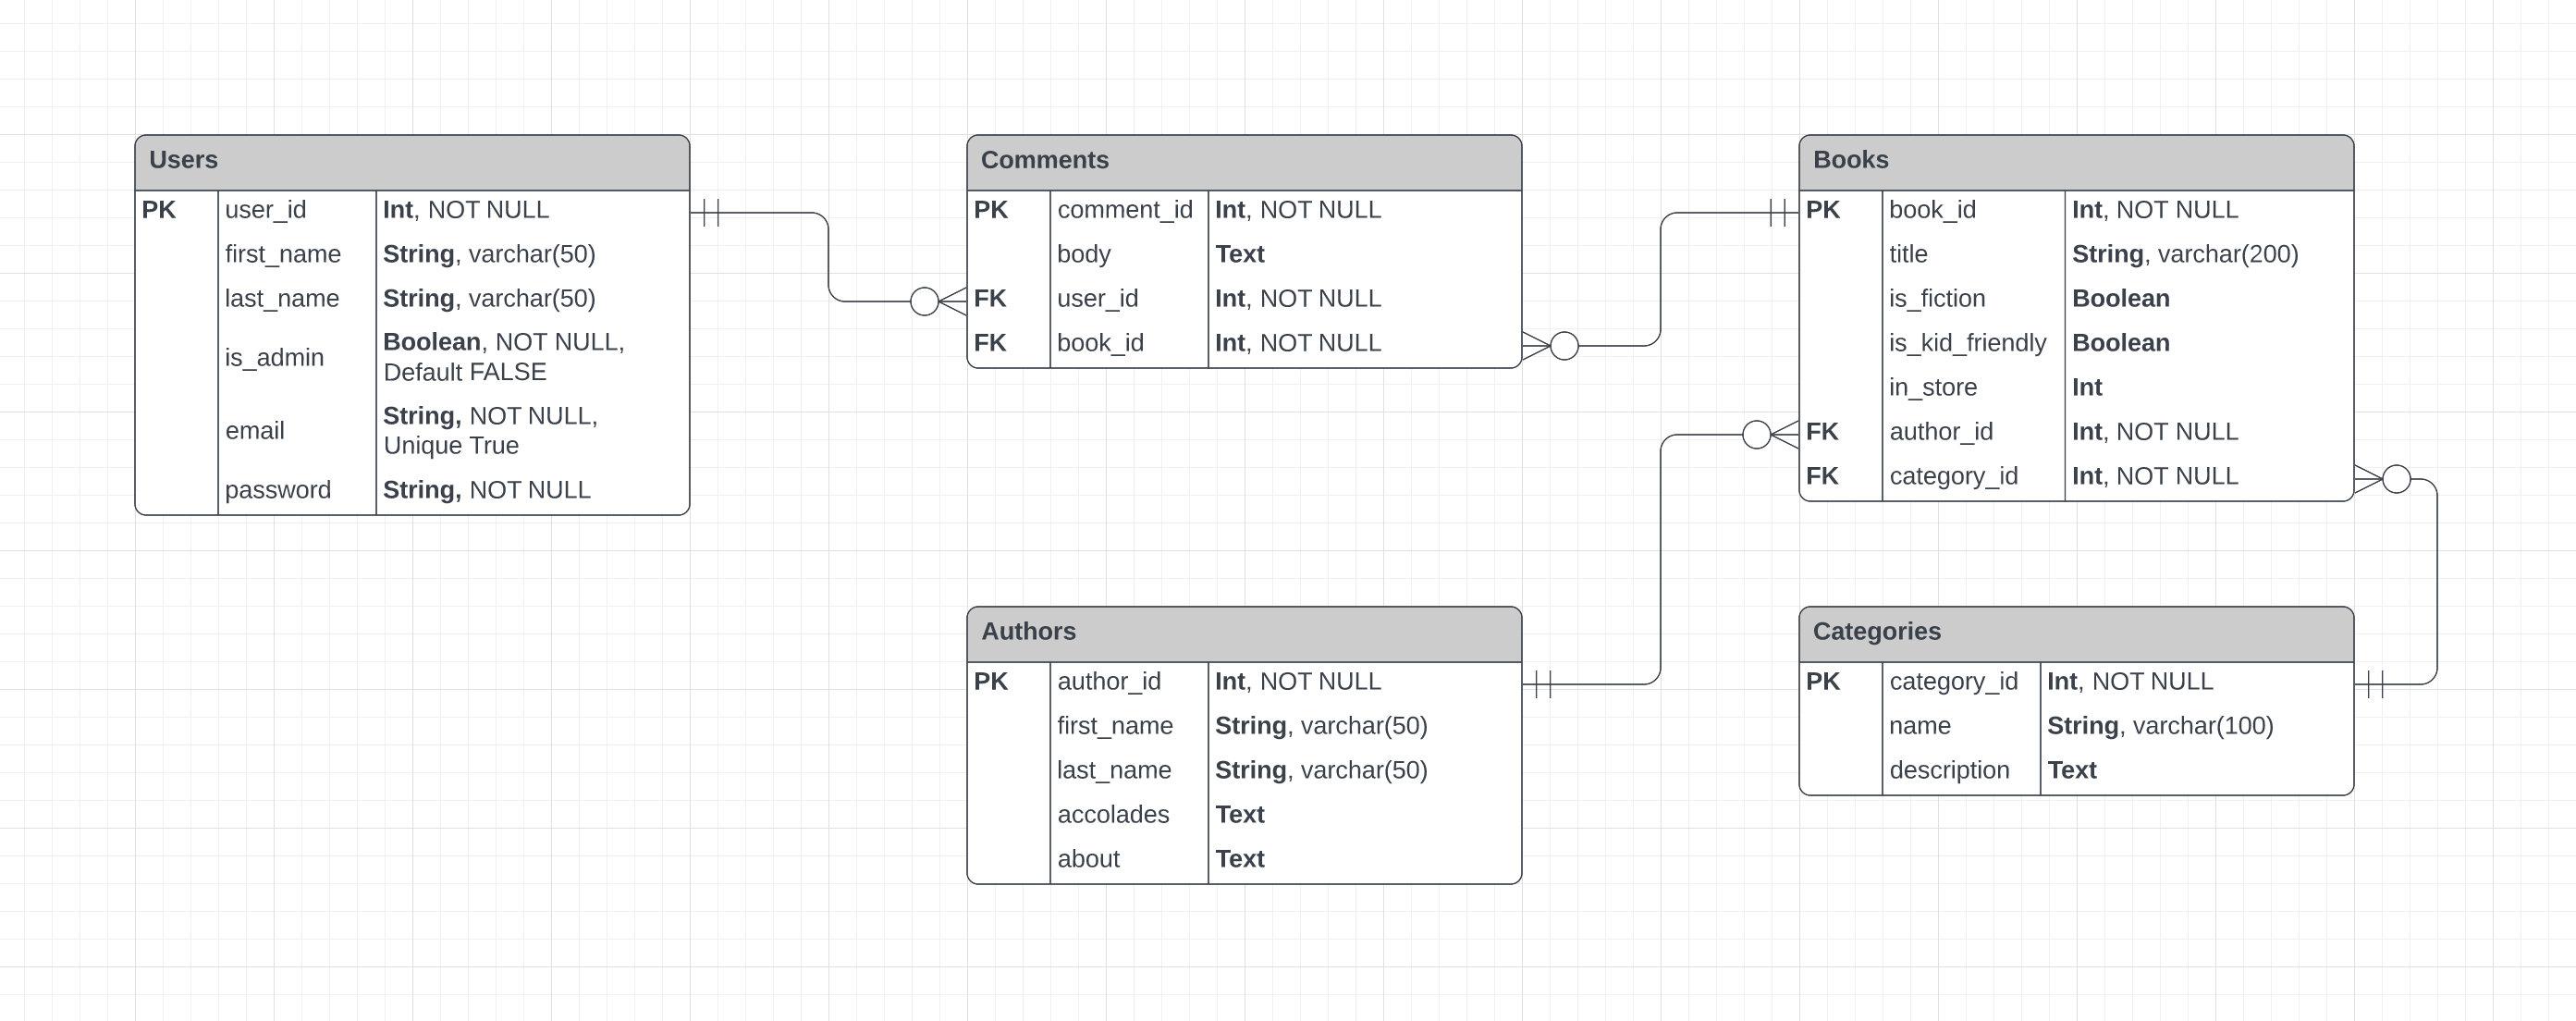 Users
PK user_id Int, NOT NULL
first_name String, varchar(50)
last_name String, varchar(50)
is_admin Boolean, NOT NULL,
Default FALSE
email String, NOT NULL,
Unique True
password String, NOT NULL
Comments
PK comment_id Int, NOT NULL
body Text
FK user_id Int, NOT NULL
FK book_id Int, NOT NULL
Books
PK book_id Int, NOT NULL
title String, varchar(200)
is_fiction Boolean
is_kid_friendly Boolean
in_store Int
FK author_id Int, NOT NULL
FK category_id Int, NOT NULL
Authors
PK author_id Int, NOT NULL
first_name String, varchar(50)
last_name String, varchar(50)
accolades Text
about Text
Categories
PK category_id Int, NOT NULL
name String, varchar(100)
description Text